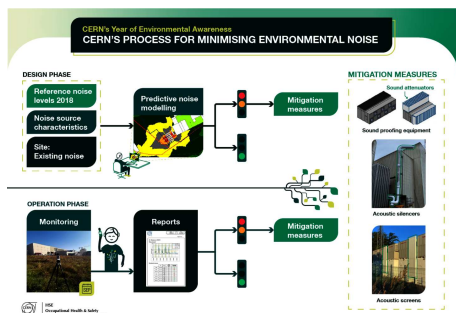 CERN's Year of Environmental Awareness
CERN'S PROCESS FOR MINIMISING ENVIRONMENTAL NOISE
DESIGN PHASE
Reference noise
levels 2018
Noise source
characteristics
Site:
Existing noise
Predictive noise
modelling
Mitigation
measures
MITIGATION MEASURES
Sound attenuators
Sound proofing equipment
Acoustic silencers
Acoustic screens
OPERATION PHASE
Monitoring
Reports
Mitigation
measures
CERN
HSE
Occupational Health & Safety